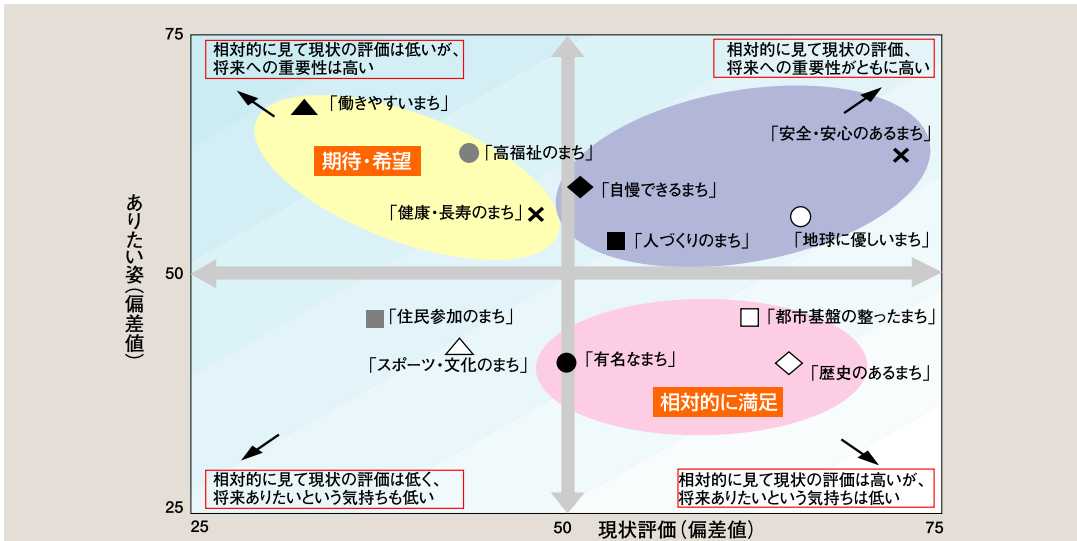 75
相対的に見て現状の評価は低いが、
将来への重要性は高い
相対的に見て現状の評価、
将来への重要性がともに高い
「働きやすいまち」
「安全・安心のあるまち」
期待・希望
「高福祉のまち」
「自慢できるまち」
「健康・長寿のまち」
「人づくりのまち」
「地球に優しいまち」
ありたい姿(偏差値)
50
「住民参加のまち」
「都市基盤の整ったまち」
「スポーツ・文化のまち」
「有名なまち」
「歴史のあるまち」
相対的に満足
相対的に見て現状の評価は低く、
将来ありたいという気持ちも低い
相対的に見て現状の評価は高いが、
将来ありたいという気持ちは低い
25
25
50
現状評価(偏差値)
75